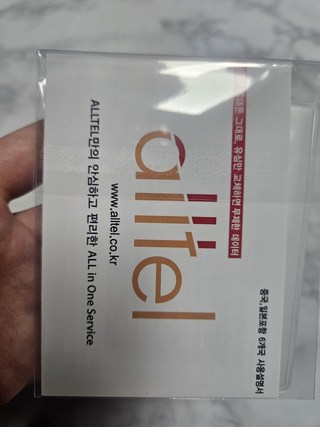 중국,일본포함 6개국 사용설명서
그대로, 유심만 교체하면 무제한 데이터
alltel
www.alltel.co.kr
ALLTEL만의 안심하고 편리한 ALL in One Service